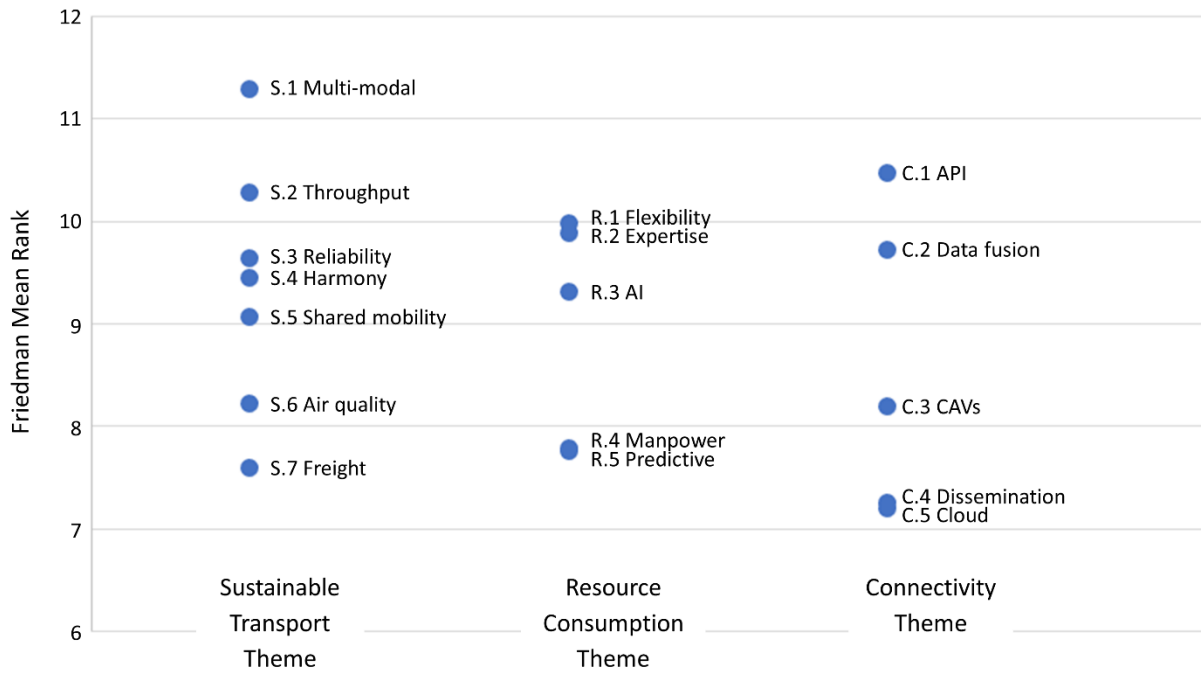 12
11
10
9
8
7
6
Friedman Mean Rank
S.1 Multi-modal
S.2 Throughput
S.3 Reliability
S.4 Harmony
S.5 Shared mobility
S.6 Air quality
S.7 Freight
R.1 Flexibility
R.2 Expertise
R.3 AI
R.4 Manpower
R.5 Predictive
C.1 API
C.2 Data fusion
C.3 CAVs
C.4 Dissemination
C.5 Cloud
Sustainable
Transport
Theme
Resource
Consumption
Theme
Connectivity
Theme